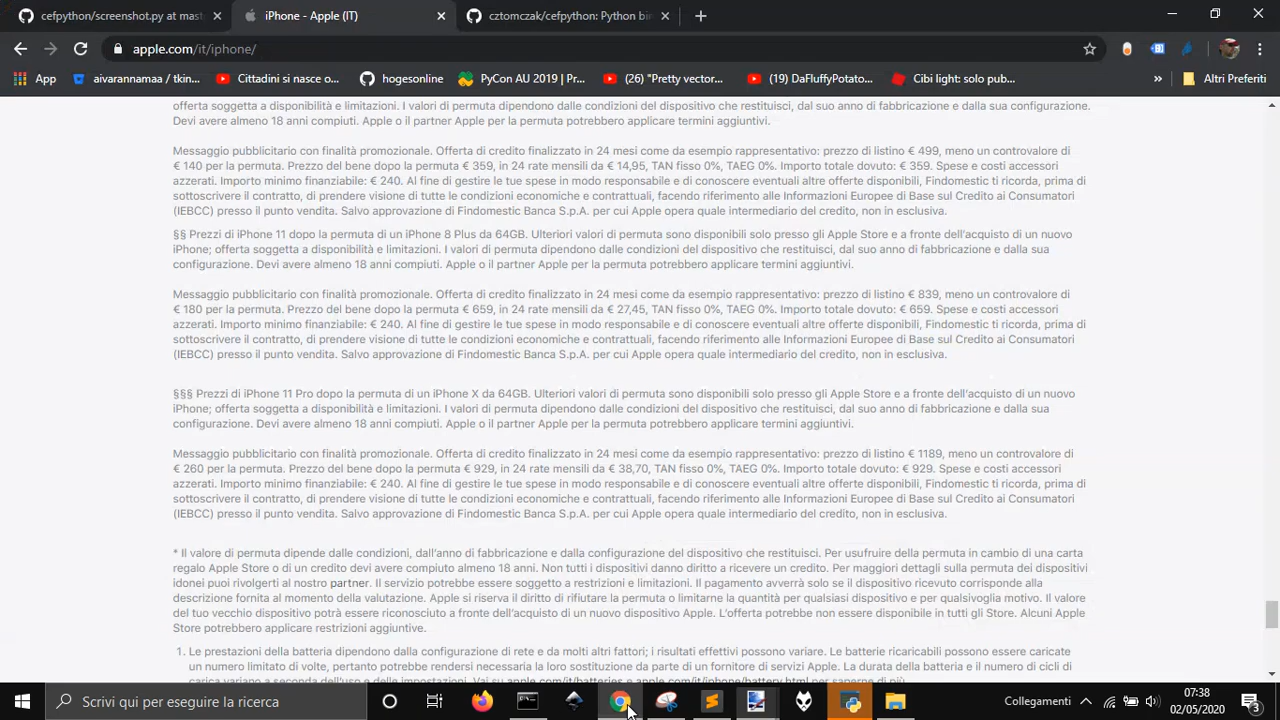 cefpython/screenshot.py at mast
iPhone - Apple (IT)
cztomczak/cefpython: Python bin
apple.com/it/iphone/
App
aivarannamaa / tkin...
Cittadini si nasce o...
hogesonline
PyCon AU 2019 | Pr...
(26) "Pretty vector...
(19) DaFluffyPotato...
Cibi light: solo pub...
»
Altri Preferiti
offerta soggetta a disponibilità e limitazioni. I valori di permuta dipendono dalle condizioni del dispositivo che restituisci, dal suo anno di fabbricazione e dalla sua configurazione.
Devi avere almeno 18 anni compiuti. Apple o il partner Apple per la permuta potrebbero applicare termini aggiuntivi.
Messaggio pubblicitario con finalità promozionale. Offerta di credito finalizzato in 24 mesi come da esempio rappresentativo: prezzo di listino € 499, meno un controvalore di
€ 140 per la permuta. Prezzo del bene dopo la permuta € 359, in 24 rate mensili da € 14,95, TAN fisso 0%, TAEG 0%. Importo totale dovuto: € 359. Spese e costi accessori
azzerati. Importo minimo finanziabile: € 240. Al fine di gestire le tue spese in modo responsabile e di conoscere eventuali altre offerte disponibili, Findomestic ti ricorda, prima di
sottoscrivere il contratto, di prendere visione di tutte le condizioni economiche e contrattuali, facendo riferimento alle Informazioni Europee di Base sul Credito ai Consumatori
(IEBCC) presso il punto vendita. Salvo approvazione di Findomestic Banca S.p.A. per cui Apple opera quale intermediario del credito, non in esclusiva.
§§ Prezzi di iPhone 11 dopo la permuta di un iPhone 8 Plus da 64GB. Ulteriori valori di permuta sono disponibili solo presso gli Apple Store e a fronte dell'acquisto di un nuovo
iPhone; offerta soggetta a disponibilità e limitazioni. I valori di permuta dipendono dalle condizioni del dispositivo che restituisci, dal suo anno di fabbricazione e dalla sua
configurazione. Devi avere almeno 18 anni compiuti. Apple o il partner Apple per la permuta potrebbero applicare termini aggiuntivi.
Messaggio pubblicitario con finalità promozionale. Offerta di credito finalizzato in 24 mesi come da esempio rappresentativo: prezzo di listino € 839, meno un controvalore di
€ 180 per la permuta. Prezzo del bene dopo la permuta € 659, in 24 rate mensili da € 27,45, TAN fisso 0%, TAEG 0%. Importo totale dovuto: € 659. Spese e costi accessori
azzerati. Importo minimo finanziabile: € 240. Al fine di gestire le tue spese in modo responsabile e di conoscere eventuali altre offerte disponibili, Findomestic ti ricorda, prima di
sottoscrivere il contratto, di prendere visione di tutte le condizioni economiche e contrattuali, facendo riferimento alle Informazioni Europee di Base sul Credito ai Consumatori
(IEBCC) presso il punto vendita. Salvo approvazione di Findomestic Banca S.p.A. per cui Apple opera quale intermediario del credito, non in esclusiva.
§§§ Prezzi di iPhone 11 Pro dopo la permuta di un iPhone X da 64GB. Ulteriori valori di permuta sono disponibili solo presso gli Apple Store e a fronte dell'acquisto di un nuovo
iPhone; offerta soggetta a disponibilità e limitazioni. I valori di permuta dipendono dalle condizioni del dispositivo che restituisci, dal suo anno di fabbricazione e dalla sua
configurazione. Devi avere almeno 18 anni compiuti. Apple o il partner Apple per la permuta potrebbero applicare termini aggiuntivi.
Messaggio pubblicitario con finalità promozionale. Offerta di credito finalizzato in 24 mesi come da esempio rappresentativo: prezzo di listino € 1189, meno un controvalore di
€ 260 per la permuta. Prezzo del bene dopo la permuta € 929, in 24 rate mensili da € 38,70, TAN fisso 0%, TAEG 0%. Importo totale dovuto: € 929. Spese e costi accessori
azzerati. Importo minimo finanziabile: € 240. Al fine di gestire le tue spese in modo responsabile e di conoscere eventuali altre offerte disponibili, Findomestic ti ricorda, prima di
sottoscrivere il contratto, di prendere visione di tutte le condizioni economiche e contrattuali, facendo riferimento alle Informazioni Europee di Base sul Credito ai Consumatori
(IEBCC) presso il punto vendita. Salvo approvazione di Findomestic Banca S.p.A. per cui Apple opera quale intermediario del credito, non in esclusiva.
* Il valore di permuta dipende dalle condizioni, dall'anno di fabbricazione e dalla configurazione del dispositivo che restituisci. Per usufruire della permuta in cambio di una carta
regalo Apple Store o di un credito devi avere compiuto almeno 18 anni. Non tutti i dispositivi danno diritto a ricevere un credito. Per maggiori dettagli sulla permuta dei dispositivi
idonei puoi rivolgerti al nostro partner. Il servizio potrebbe essere soggetto a restrizioni e limitazioni. Il pagamento avverrà solo se il dispositivo ricevuto corrisponde alla
descrizione fornita al momento della valutazione. Apple si riserva il diritto di rifiutare la permuta o limitarne la quantità per qualsiasi dispositivo e per qualsivoglia motivo. Il valore
del tuo vecchio dispositivo potrà essere riconosciuto a fronte dell'acquisto di un nuovo dispositivo Apple. L'offerta potrebbe non essere disponibile in tutti gli Store. Alcuni Apple
Store potrebbero applicare restrizioni aggiuntive.
1. Le prestazioni della batteria dipendono dalla configurazione di rete e da molti altri fattori; i risultati effettivi possono variare. Le batterie ricaricabili possono essere caricate
un numero limitato di volte, pertanto potrebbe rendersi necessaria la loro sostituzione da parte di un fornitore di servizi Apple. La durata della batteria e il numero di cicli di
carica variano a seconda dell'uso e delle impostazioni. Vai su apple.com/it/batteries e apple.com/it/iphone/battery.html per saperne di più.
Scrivi qui per eseguire la ricerca
Collegamenti
07:38
02/05/2020
3